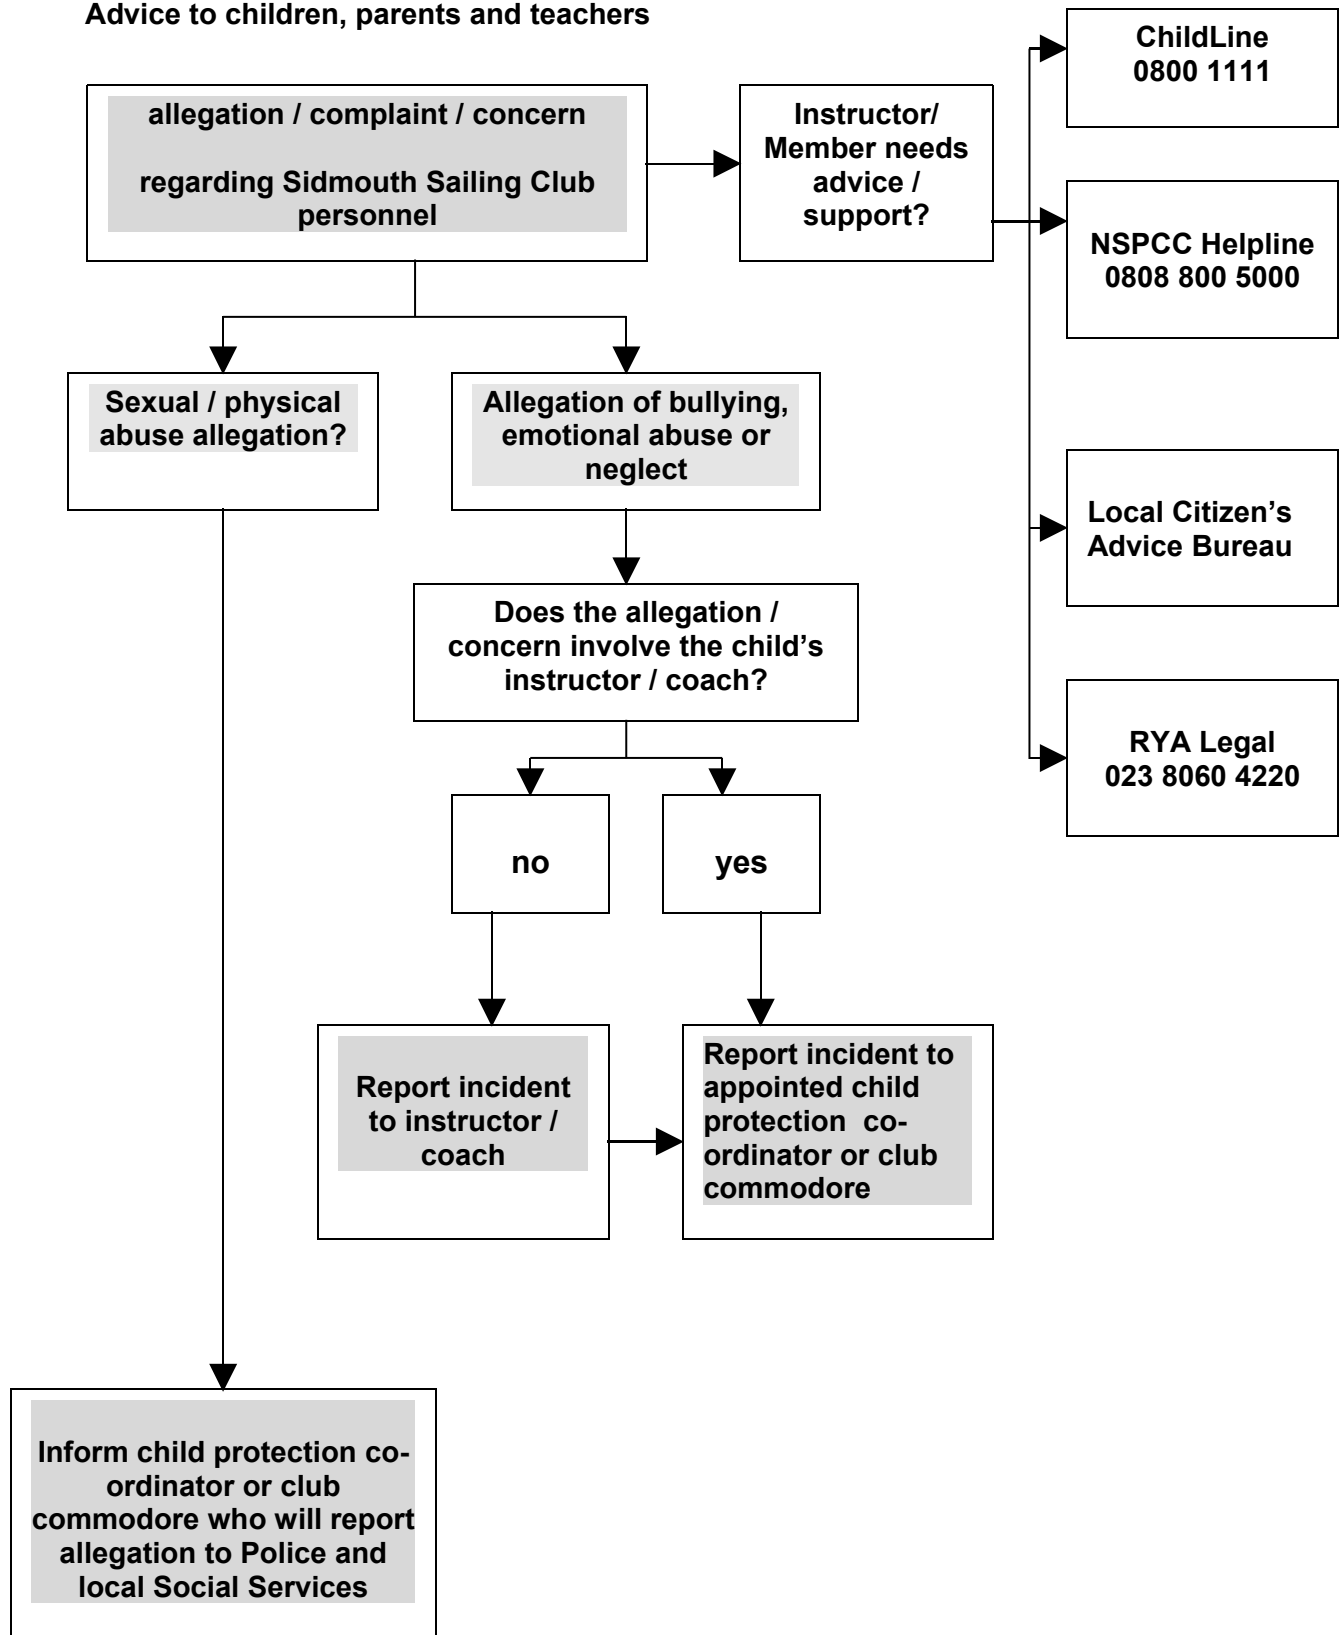 Advice to children, parents and teachers
allegation / complaint / concern
regarding Sidmouth Sailing Club
personnel
Instructor/
Member needs
advice /
support?
ChildLine
0800 1111
NSPCC Helpline
0808 800 5000
Local Citizen’s
Advice Bureau
RYA Legal
023 8060 4220
Sexual / physical
abuse allegation?
Allegation of bullying,
emotional abuse or
neglect
Does the allegation /
concern involve the child’s
instructor / coach?
no
yes
Report incident
to instructor /
coach
Report incident to
appointed child
protection co-
ordinator or club
commodore
Inform child protection co-
ordinator or club
commodore who will report
allegation to Police and
local Social Services